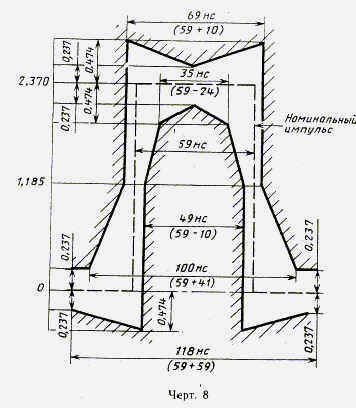 69 нс
(59 + 10)
0,237
0,474
2,370
0,237
0,474
35 нс
(59 - 24)
Номинальный
импульс
59 нс
1,185
49 нс
(59 - 10)
0,237
0,237
100 нс
(59 + 41)
0
0,237
0,474
0,237
118 нс
(59 + 59)
Черт. 8